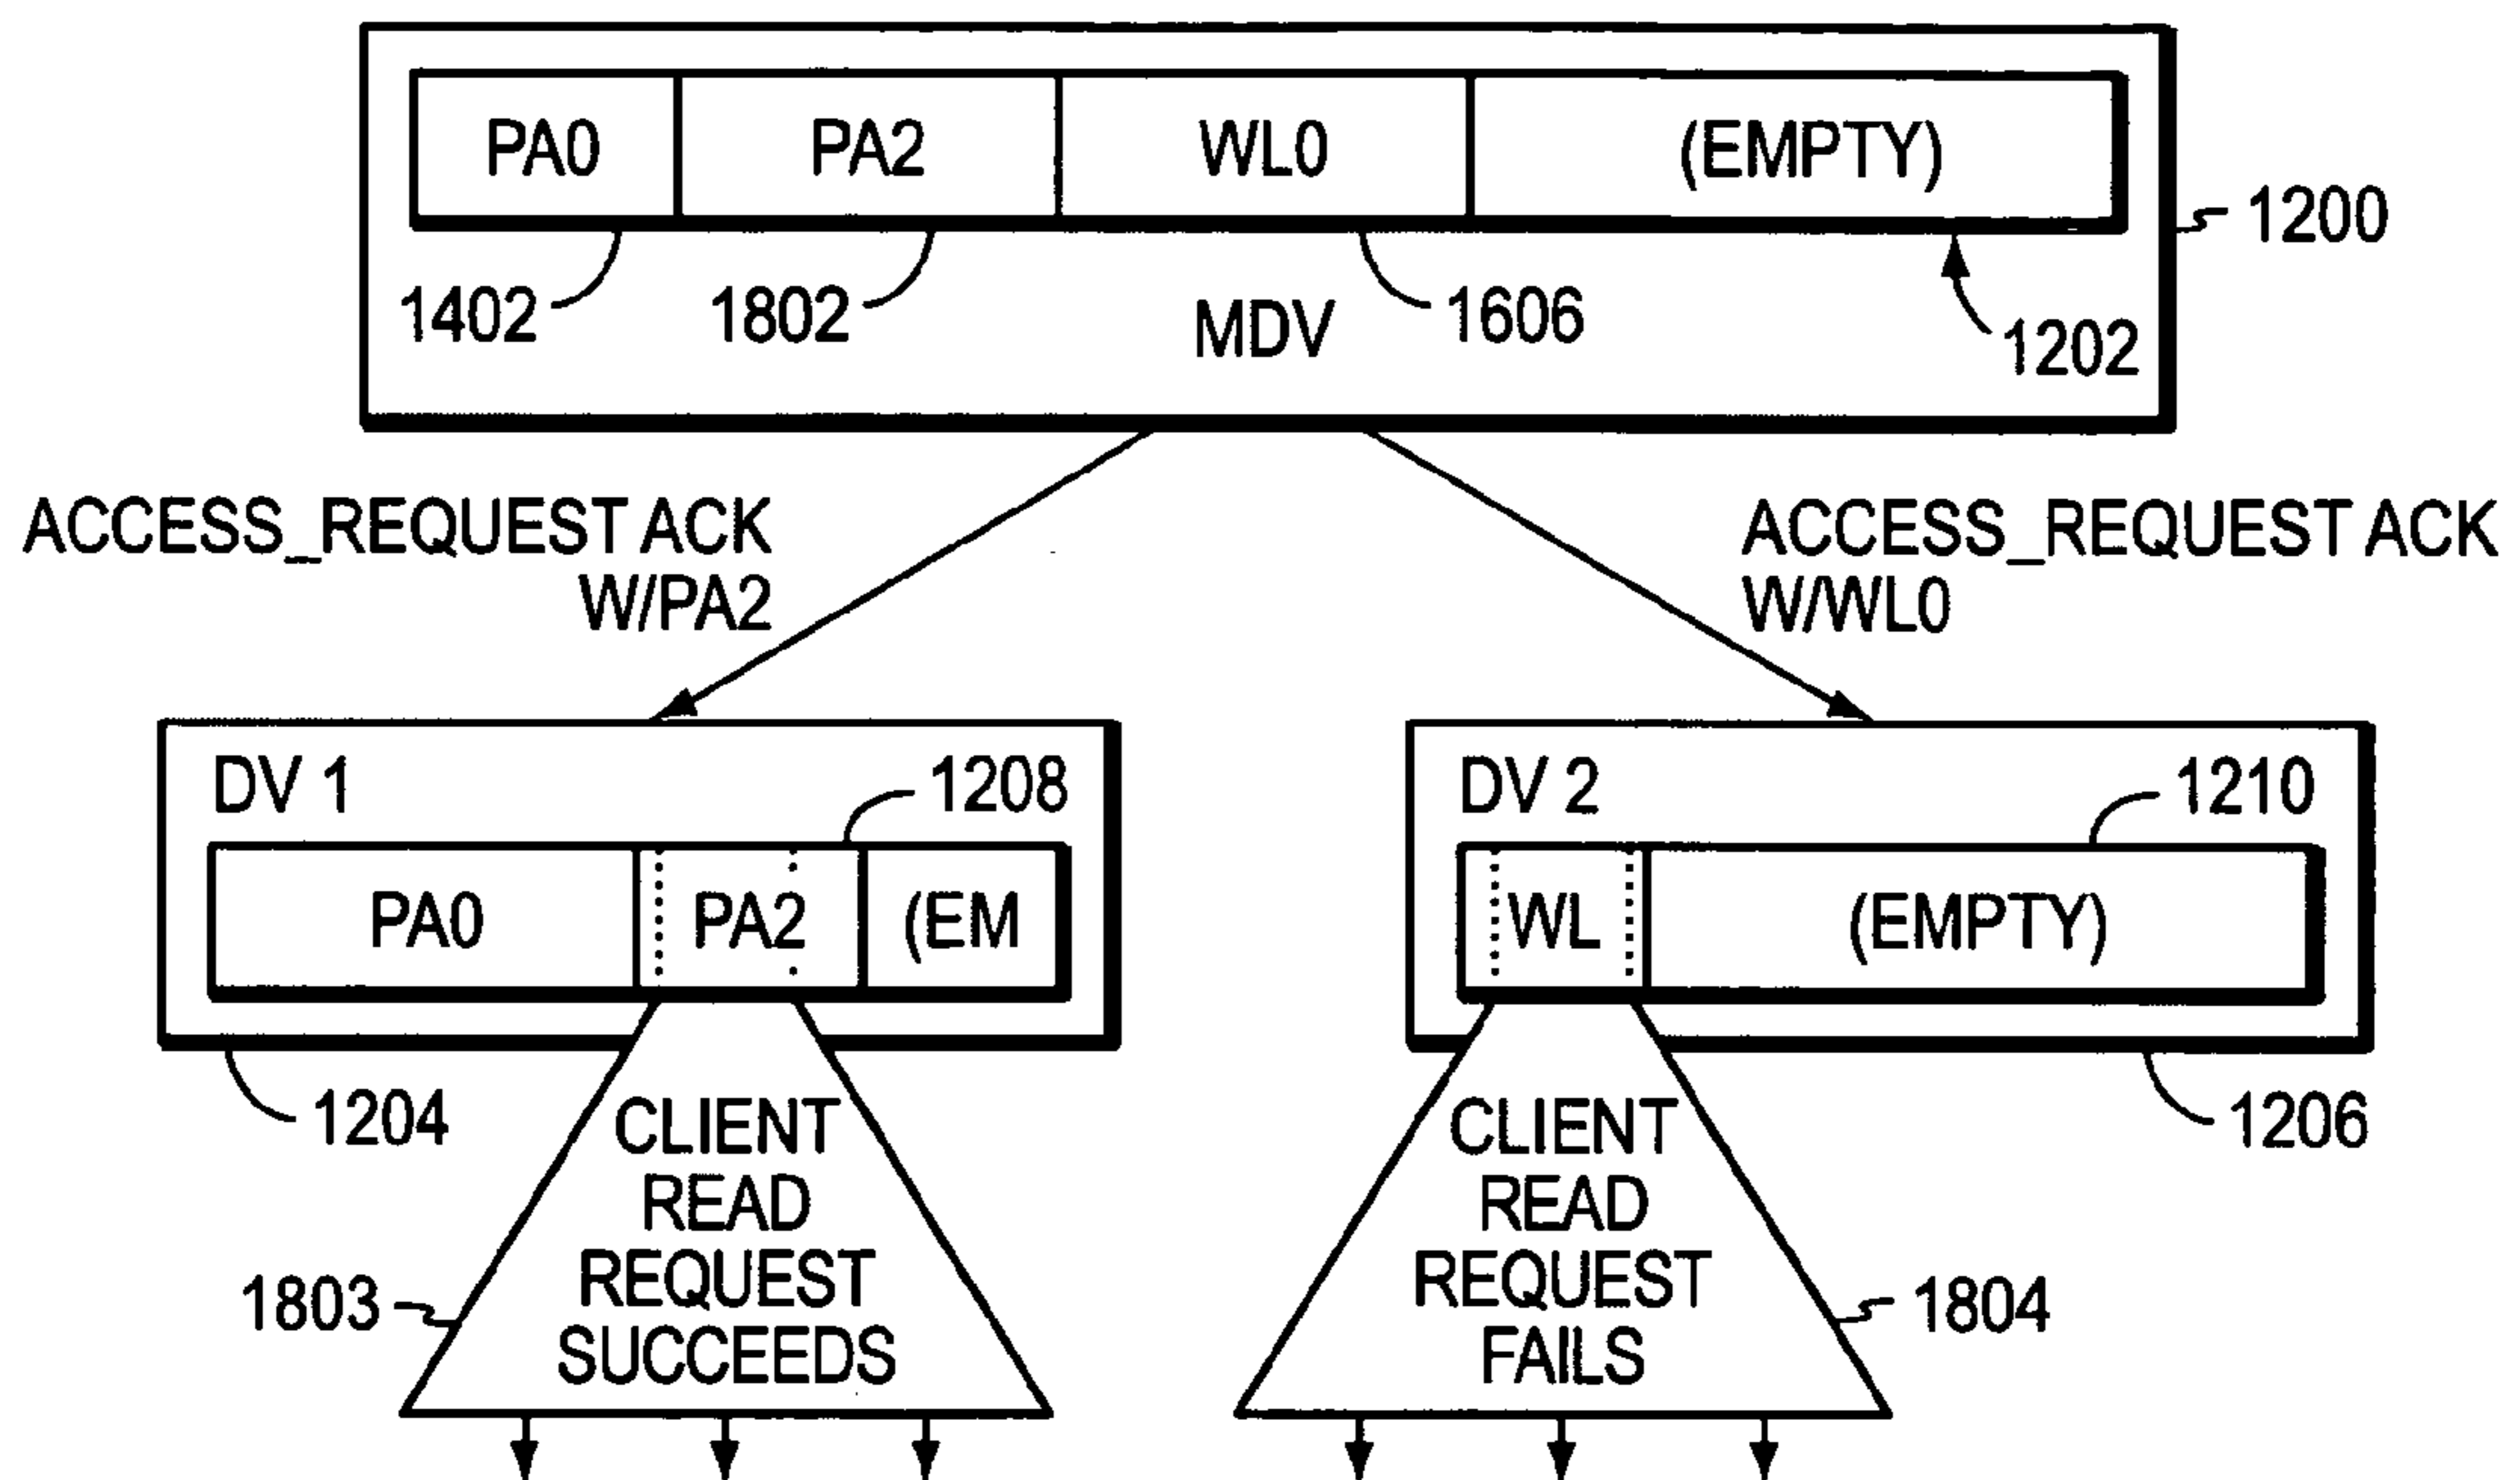 PA0 PA2 WL0 (EMPTY)
1200
1402 1802 MDV 1606 1202
ACCESS_REQUEST ACK
W/PA2
ACCESS_REQUEST ACK
W/WL0
DV 1 1208
PA0 PA2 (EM
1204
DV 2 1210
WL (EMPTY)
1206
CLIENT
READ
REQUEST
SUCCEEDS
1803
CLIENT
READ
REQUEST
FAILS
1804